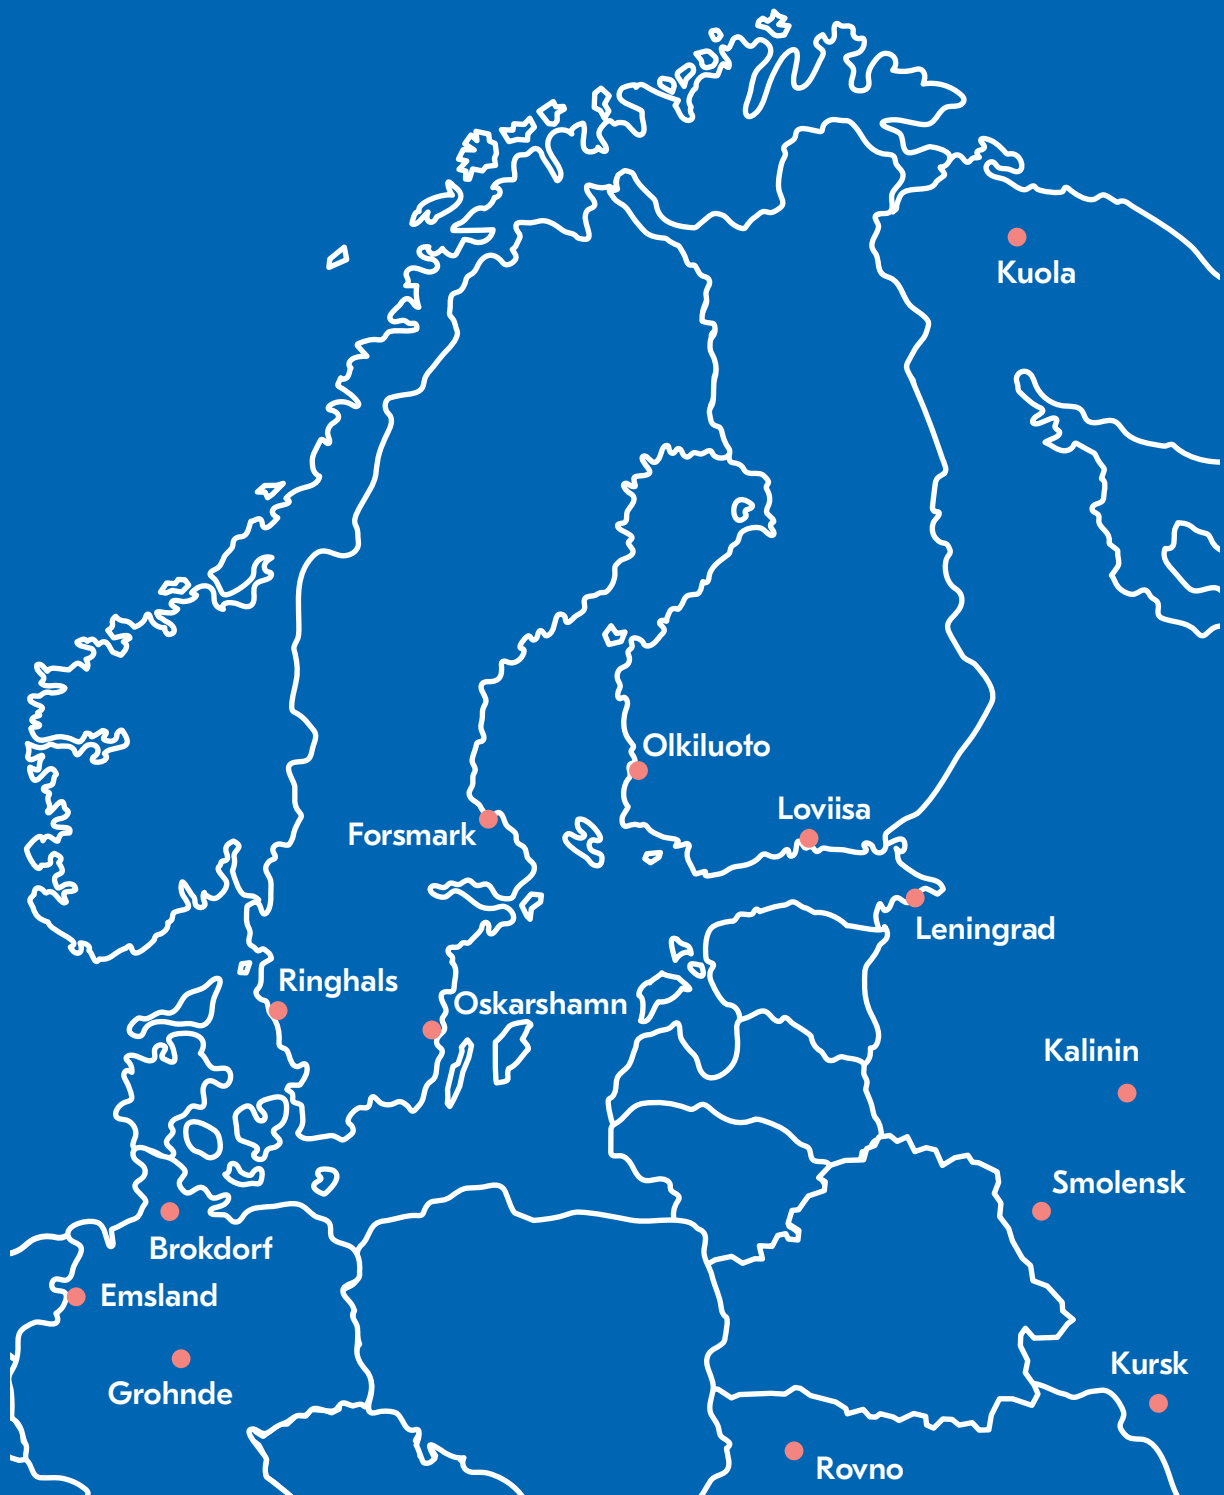 Kuola
Olkiluoto
Loviisa
Forsmark
Leningrad
Ringhals
Oskarshamn
Kalinin
Smolensk
Brokdorf
Emsland
Kursk
Grohnde
Rovno